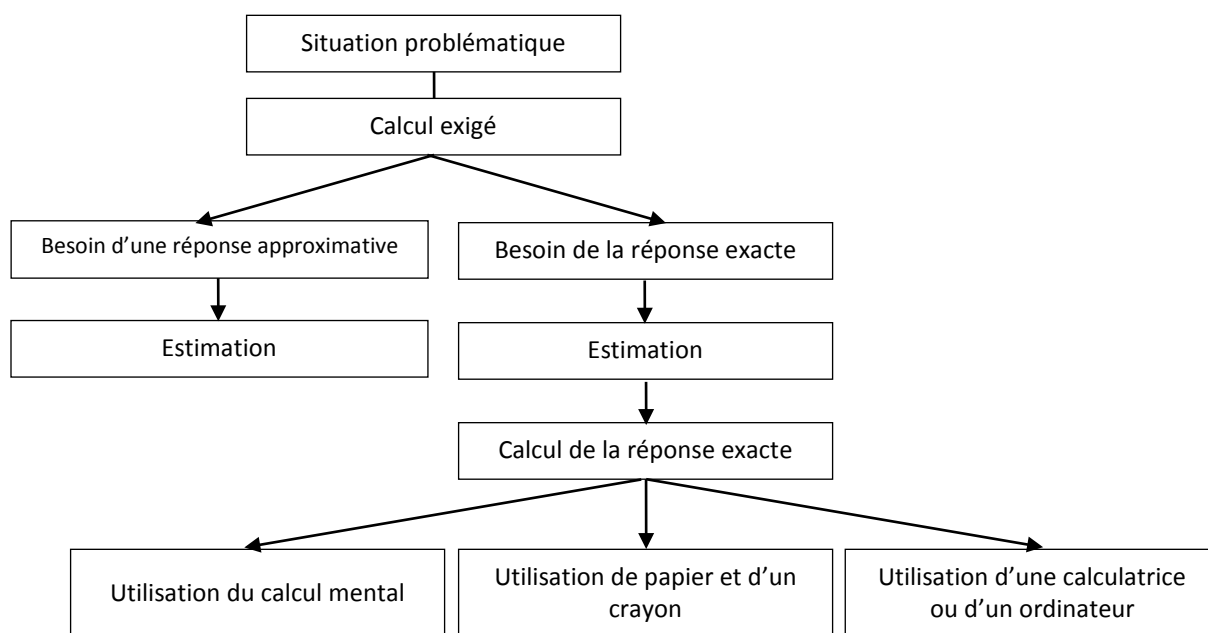 Situation problématique
Calcul exigé
Besoin d’une réponse approximative
Besoin de la réponse exacte
Estimation
Estimation
Calcul de la réponse exacte
Utilisation du calcul mental
Utilisation de papier et d’un
crayon
Utilisation d’une calculatrice
ou d’un ordinateur